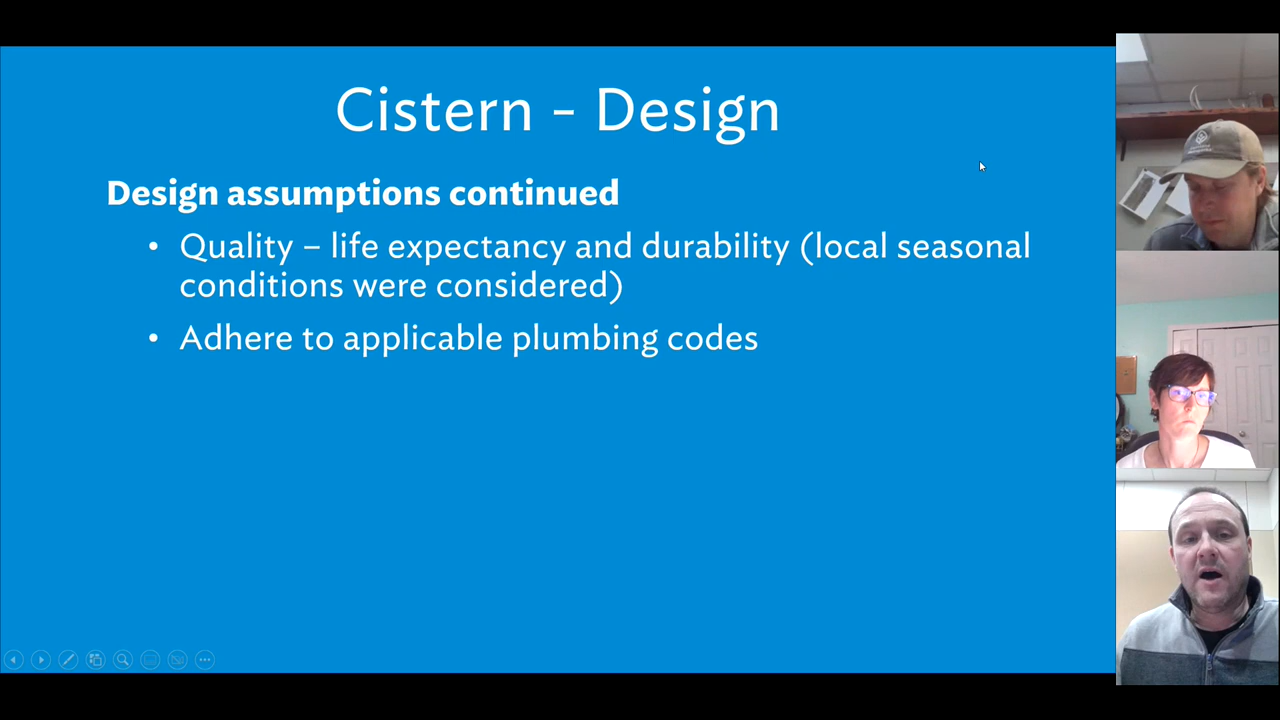 Cistern – Design
Design assumptions continued
• Quality – life expectancy and durability (local seasonal
conditions were considered)
• Adhere to applicable plumbing codes